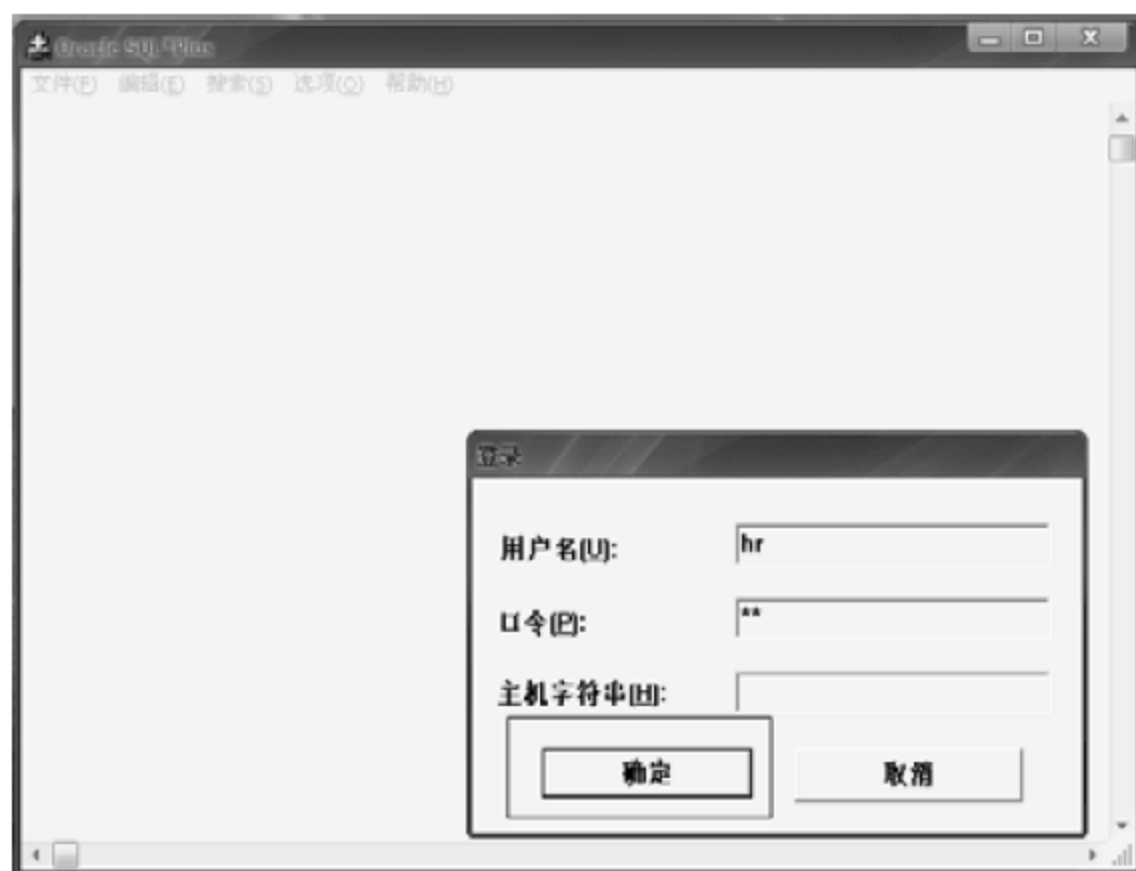 Oracle SQL*Plus
文件(F) 编辑(E) 搜索(S) 选项(O) 帮助(H)
登录
用户名(U): hr
口令(P): **
主机字符串(H):
确定 取消